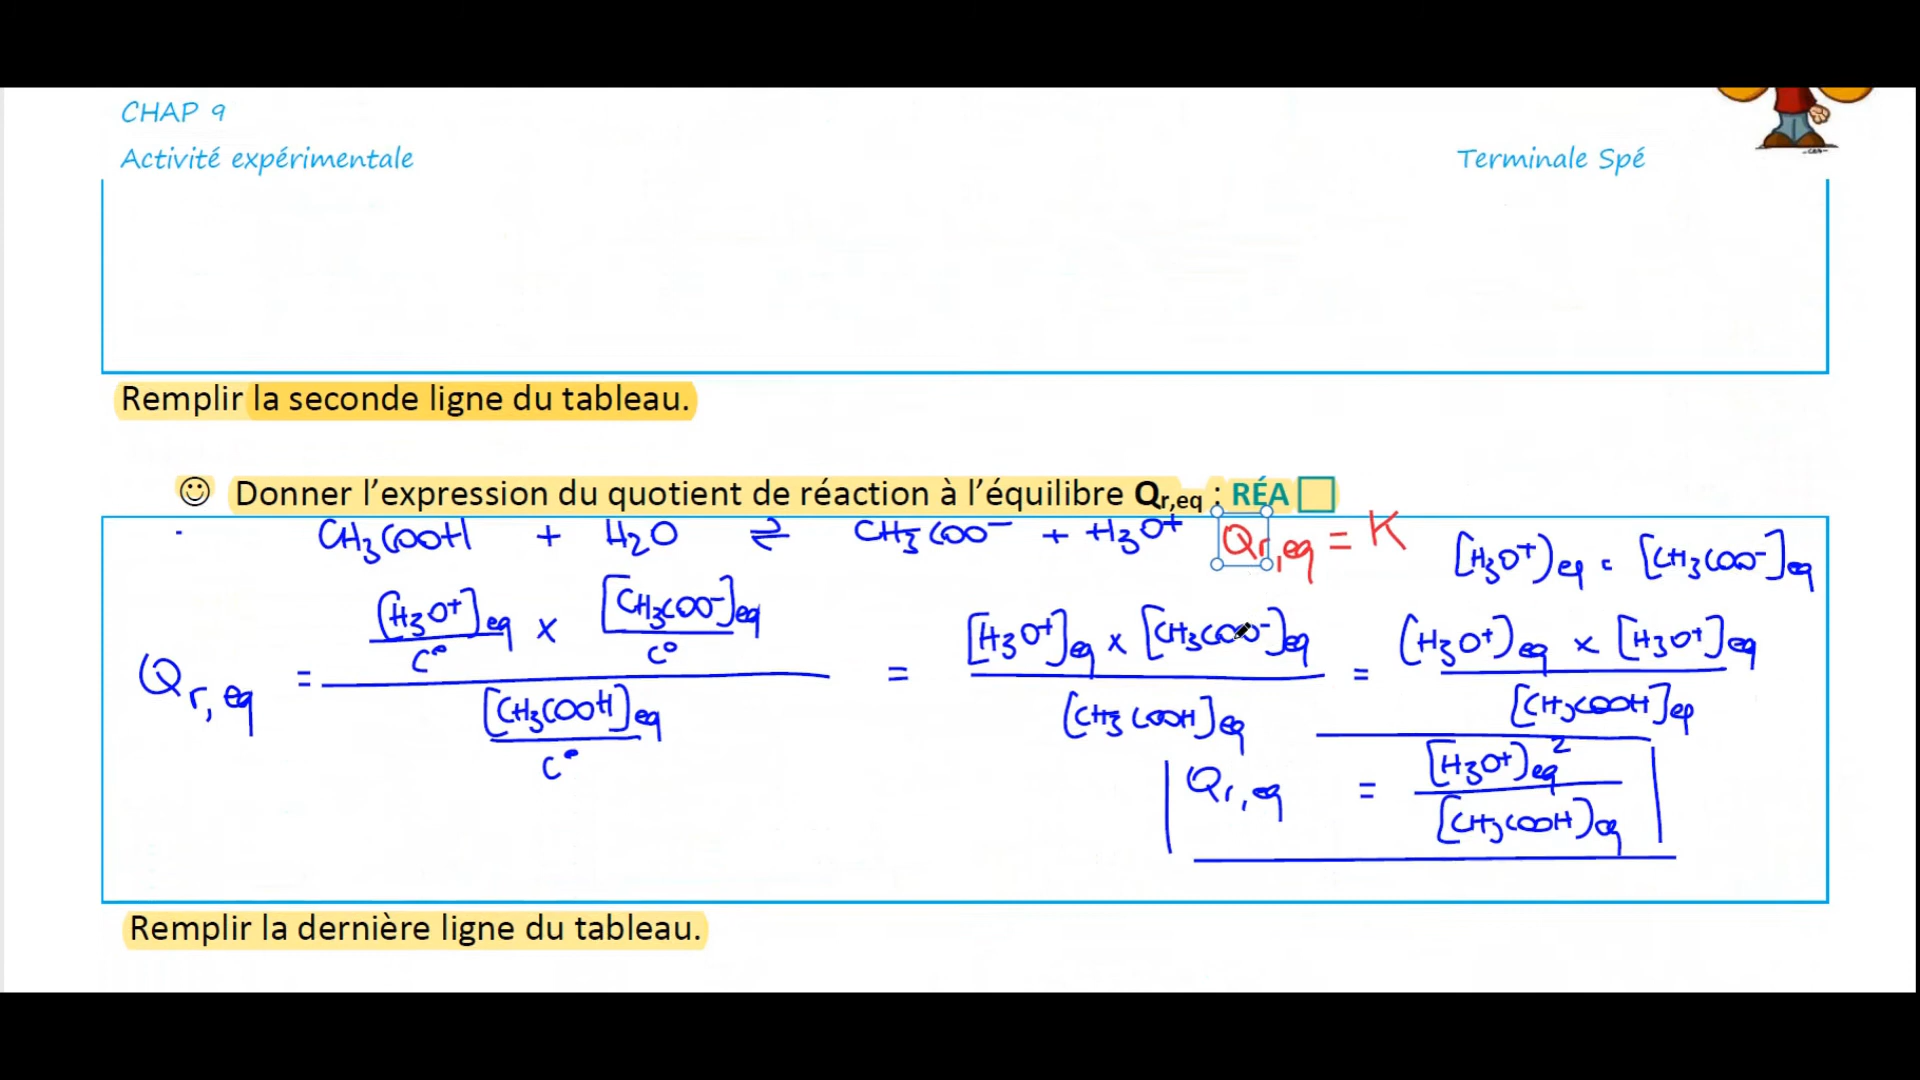 CHAP 9
Activité expérimentale
Terminale Spé
Remplir la seconde ligne du tableau.
☺ Donner l'expression du quotient de réaction à l'équilibre Qr,eq : RÉA ☐
CH3COOH + H2O ⇌ CH3COO⁻ + H3O⁺
Qr,eq = K
[H3O⁺]eq = [CH3COO⁻]eq
Qr,eq = ([H3O⁺]eq / C° × [CH3COO⁻]eq / C°) / ([CH3COOH]eq / C°) = [H3O⁺]eq × [CH3COO⁻]eq / [CH3COOH]eq = [H3O⁺]eq × [H3O⁺]eq / [CH3COOH]eq
Qr,eq = [H3O⁺]eq² / [CH3COOH]eq
Remplir la dernière ligne du tableau.